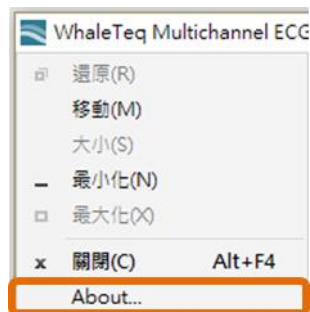 WhaleTeq Multichannel ECG
還原(R)
移動(M)
大小(S)
最小化(N)
最大化(X)
關閉(C) Alt+F4
About...